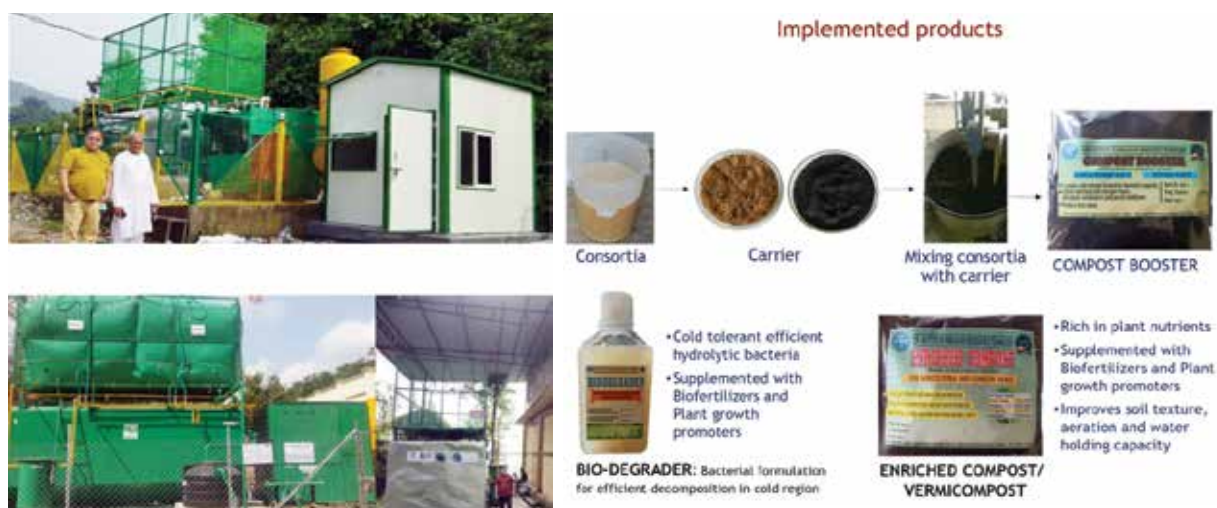 Implemented products
Consortia
Carrier
Mixing consortia
with carrier
COMPOST BOOSTER
COMPOST BOOSTER
•Cold tolerant efficient
hydrolytic bacteria
•Supplemented with
Biofertilizers and
Plant growth
promoters
BIO-DEGRADER: Bacterial formulation
for efficient decomposition in cold region
BIODEGRADER
•Rich in plant nutrients
•Supplemented with
Biofertilizers and Plant
growth promoters
•Improves soil texture,
aeration and water
holding capacity
ENRICHED COMPOST/
VERMICOMPOST